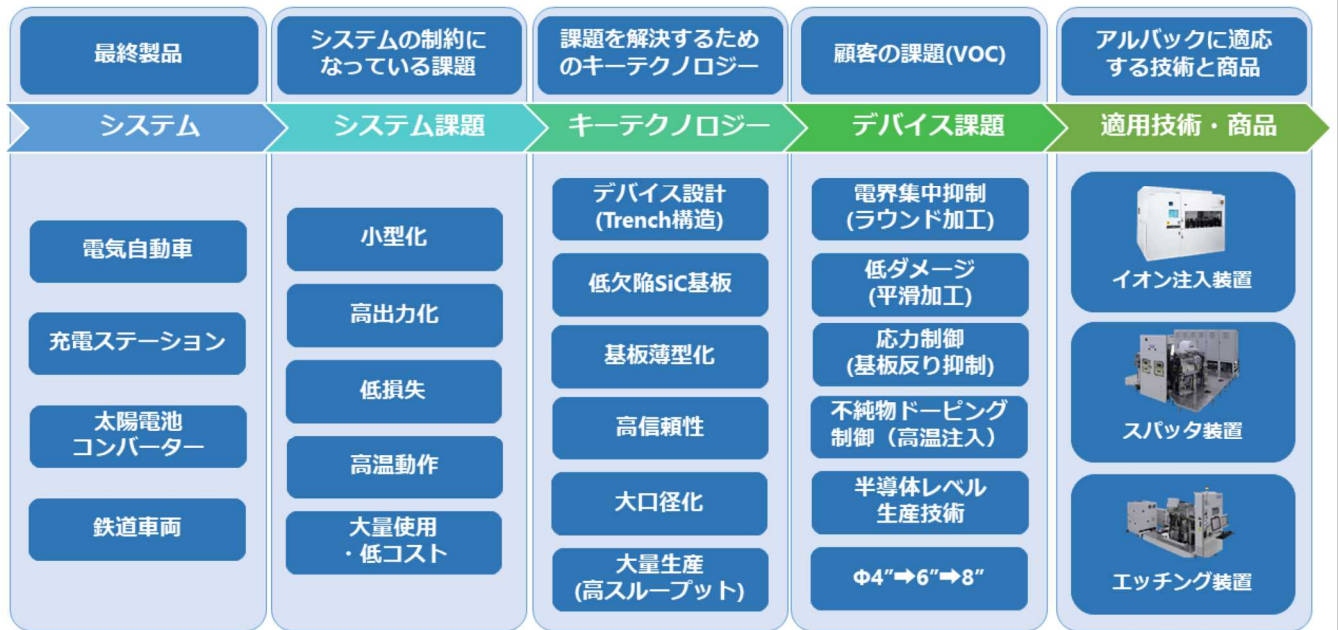 最終製品
システムの制約に
なっている課題
課題を解決するため
のキーテクノロジー
顧客の課題(VOC)
アルバックに適応
する技術と商品
システム
システム課題
キーテクノロジー
デバイス課題
適用技術・商品
電気自動車
充電ステーション
太陽電池
コンバーター
鉄道車両
小型化
高出力化
低損失
高温動作
大量使用
・低コスト
デバイス設計
(Trench構造)
低欠陥SiC基板
基板薄型化
高信頼性
大口径化
大量生産
(高スループット)
電界集中抑制
(ラウンド加工)
低ダメージ
(平滑加工)
応力制御
(基板反り抑制)
不純物ドーピング
制御（高温注入）
半導体レベル
生産技術
Φ4”➡6”➡8”
イオン注入装置
スパッタ装置
エッチング装置